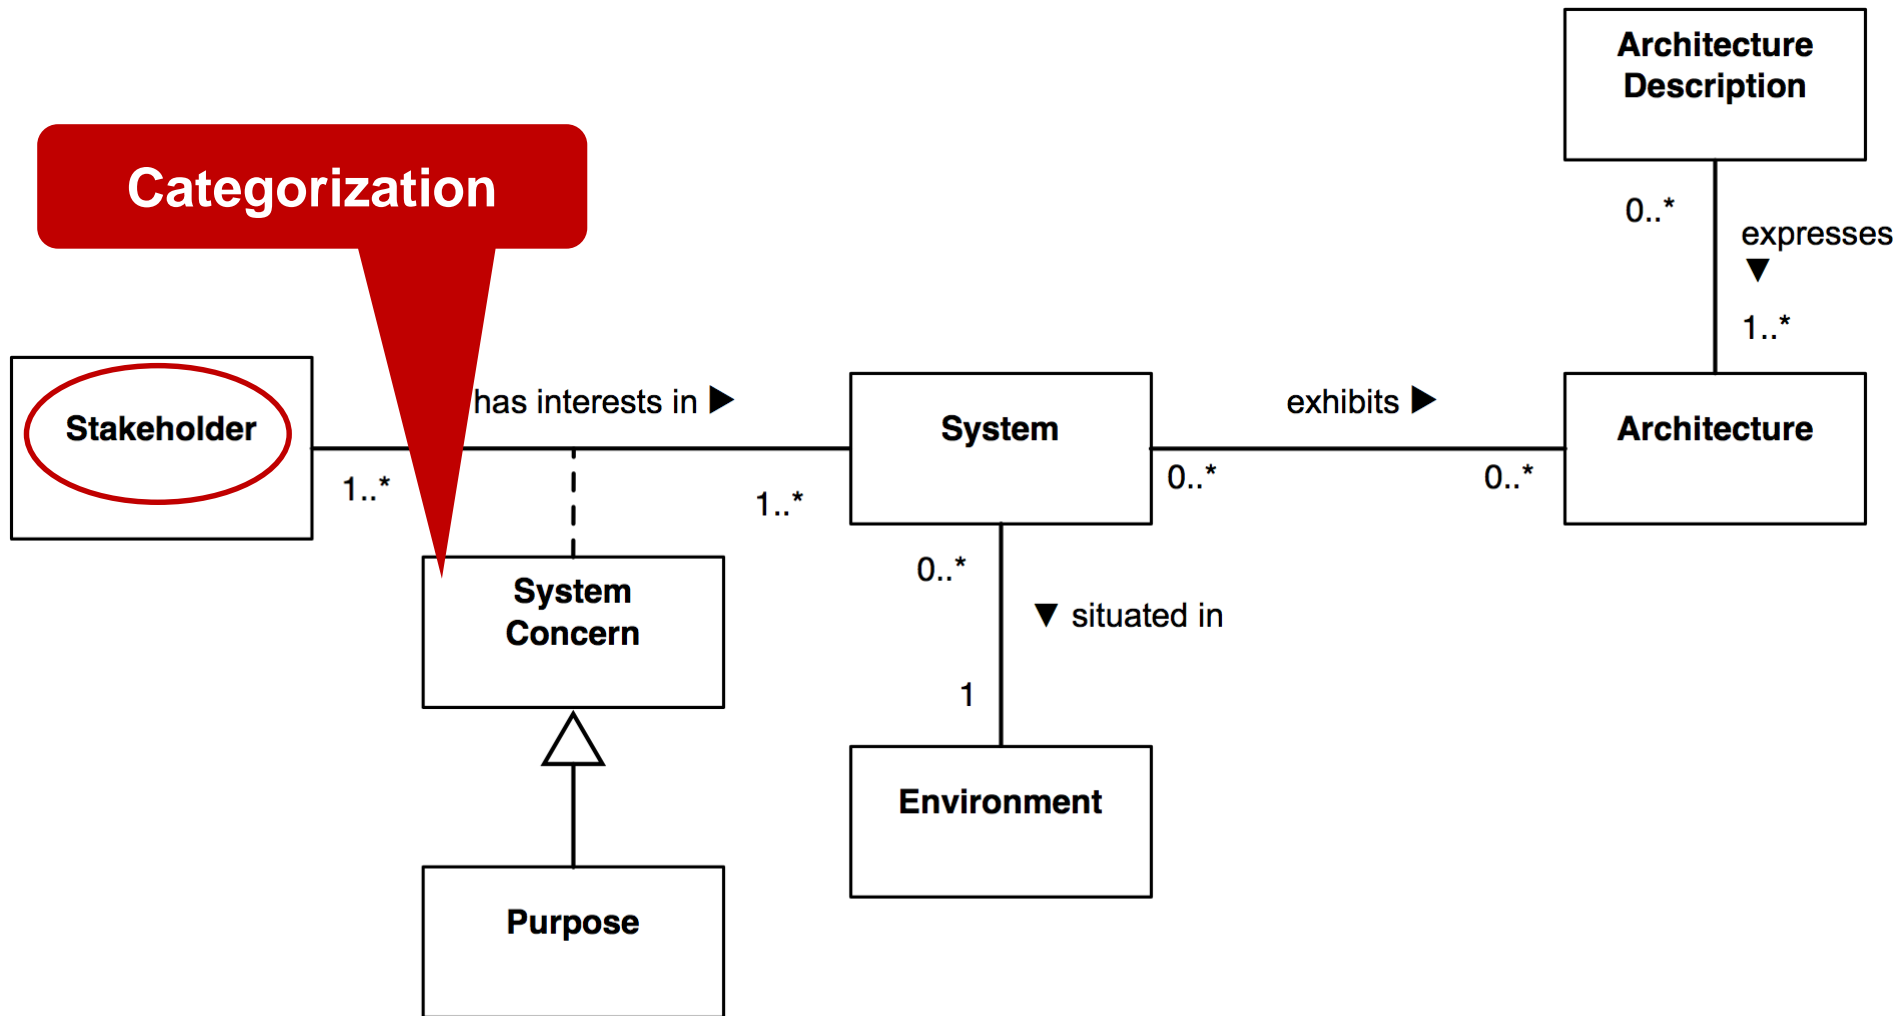 Architecture
Description
Categorization
0..*
expresses
▼
1..*
Stakeholder
has interests in ▶
System
exhibits ▶
Architecture
1..*
1..*
0..*
0..*
System
Concern
0..*
▼ situated in
1
Environment
Purpose